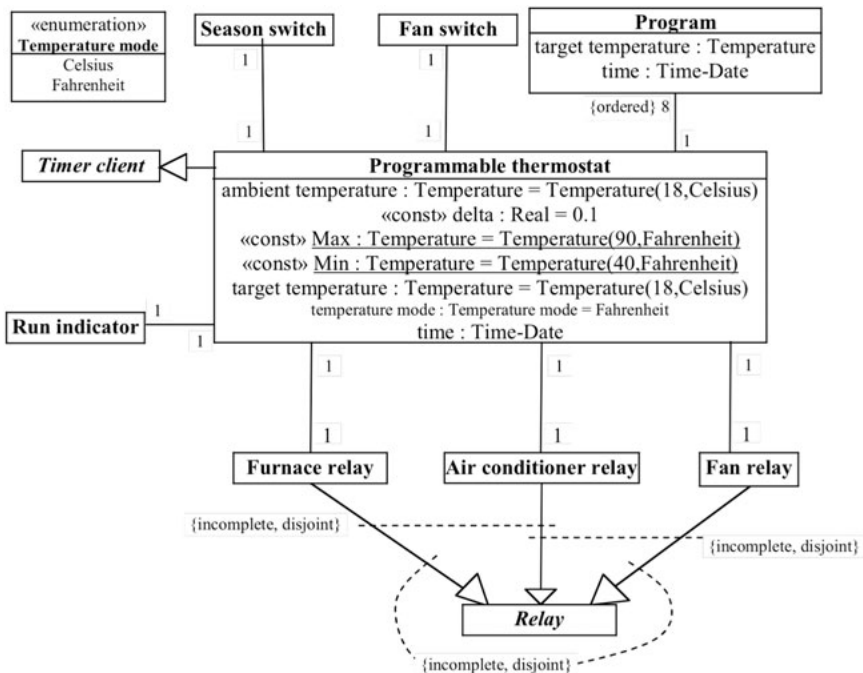 «enumeration»
Temperature mode
Celsius
Fahrenheit
Season switch
1
1
Fan switch
1
1
Program
target temperature : Temperature
time : Time-Date
{ordered} 8
1
Timer client
Programmable thermostat
ambient temperature : Temperature = Temperature(18,Celsius)
«const» delta : Real = 0.1
«const» Max : Temperature = Temperature(90,Fahrenheit)
«const» Min : Temperature = Temperature(40,Fahrenheit)
target temperature : Temperature = Temperature(18,Celsius)
temperature mode : Temperature mode = Fahrenheit
time : Time-Date
Run indicator
1
1
1
1
1
1
1
1
Furnace relay
Air conditioner relay
Fan relay
{incomplete, disjoint}
{incomplete, disjoint}
Relay
{incomplete, disjoint}